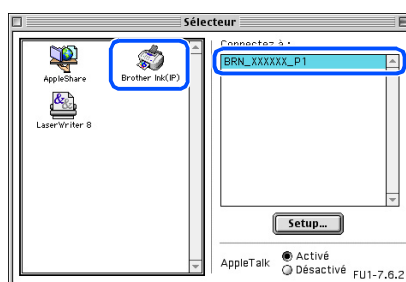 Sélecteur
AppleShare
Brother Ink(IP)
LaserWriter 8
Connectez à :
BRN_XXXXXX_P1
Setup...
AppleTalk
Activé
Désactivé
FU1-7.6.2